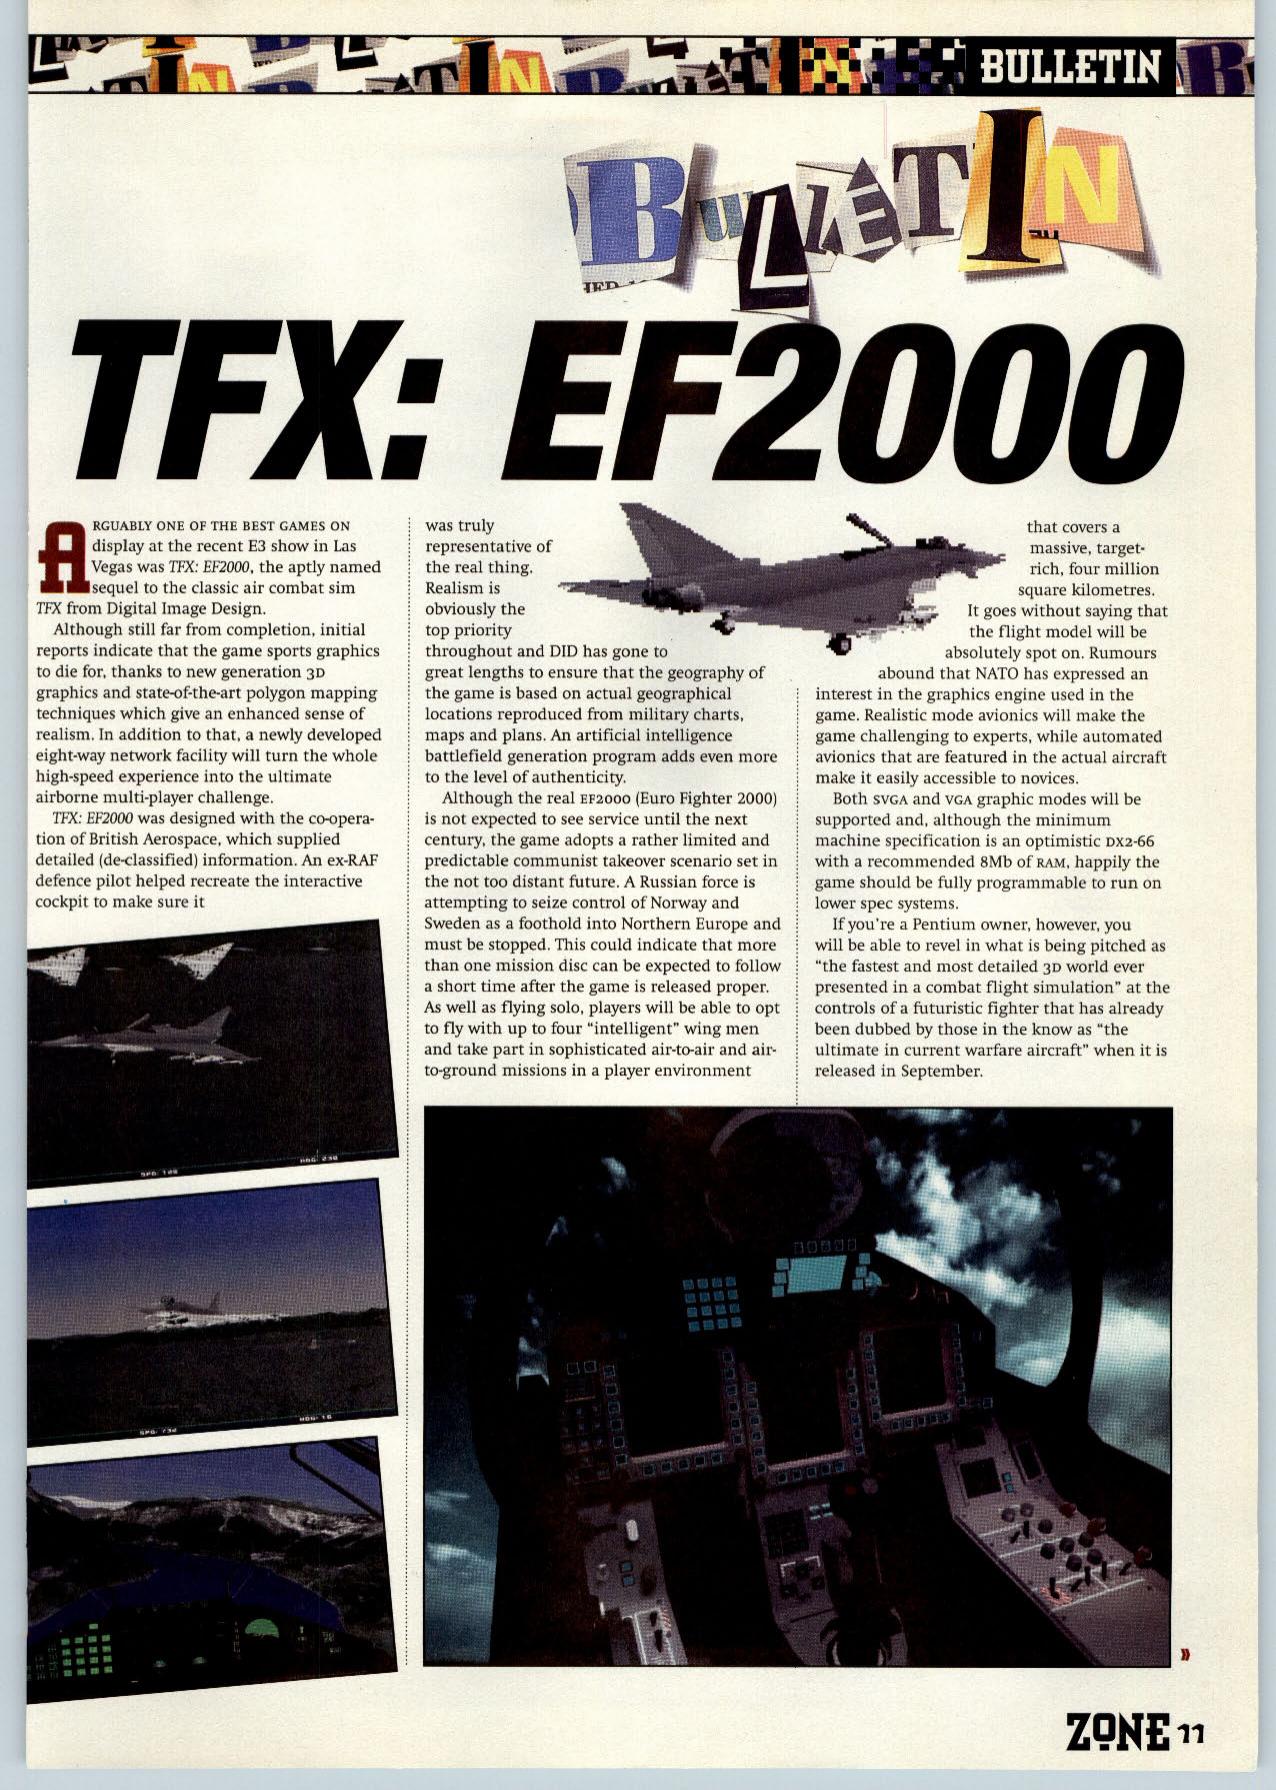 BULLETIN
BULLETIN
TFX: EF2000
ARGUABLY ONE OF THE BEST GAMES ON
display at the recent E3 show in Las
Vegas was TFX: EF2000, the aptly named
sequel to the classic air combat sim
TFX from Digital Image Design.
Although still far from completion, initial
reports indicate that the game sports graphics
to die for, thanks to new generation 3D
graphics and state-of-the-art polygon mapping
techniques which give an enhanced sense of
realism. In addition to that, a newly developed
eight-way network facility will turn the whole
high-speed experience into the ultimate
airborne multi-player challenge.
TFX: EF2000 was designed with the co-opera-
tion of British Aerospace, which supplied
detailed (de-classified) information. An ex-RAF
defence pilot helped recreate the interactive
cockpit to make sure it
was truly
representative of
the real thing.
Realism is
obviously the
top priority
throughout and DID has gone to
great lengths to ensure that the geography of
the game is based on actual geographical
locations reproduced from military charts,
maps and plans. An artificial intelligence
battlefield generation program adds even more
to the level of authenticity.
Although the real EF2000 (Euro Fighter 2000)
is not expected to see service until the next
century, the game adopts a rather limited and
predictable communist takeover scenario set in
the not too distant future. A Russian force is
attempting to seize control of Norway and
Sweden as a foothold into Northern Europe and
must be stopped. This could indicate that more
than one mission disc can be expected to follow
a short time after the game is released proper.
As well as flying solo, players will be able to opt
to fly with up to four "intelligent" wing men
and take part in sophisticated air-to-air and air-
to-ground missions in a player environment
that covers a
massive, target-
rich, four million
square kilometres.
It goes without saying that
the flight model will be
absolutely spot on. Rumours
abound that NATO has expressed an
interest in the graphics engine used in the
game. Realistic mode avionics will make the
game challenging to experts, while automated
avionics that are featured in the actual aircraft
make it easily accessible to novices.
Both SVGA and VGA graphic modes will be
supported and, although the minimum
machine specification is an optimistic DX2-66
with a recommended 8Mb of RAM, happily the
game should be fully programmable to run on
lower spec systems.
If you're a Pentium owner, however, you
will be able to revel in what is being pitched as
"the fastest and most detailed 3D world ever
presented in a combat flight simulation" at the
controls of a futuristic fighter that has already
been dubbed by those in the know as "the
ultimate in current warfare aircraft" when it is
released in September.
»
ZONE 11